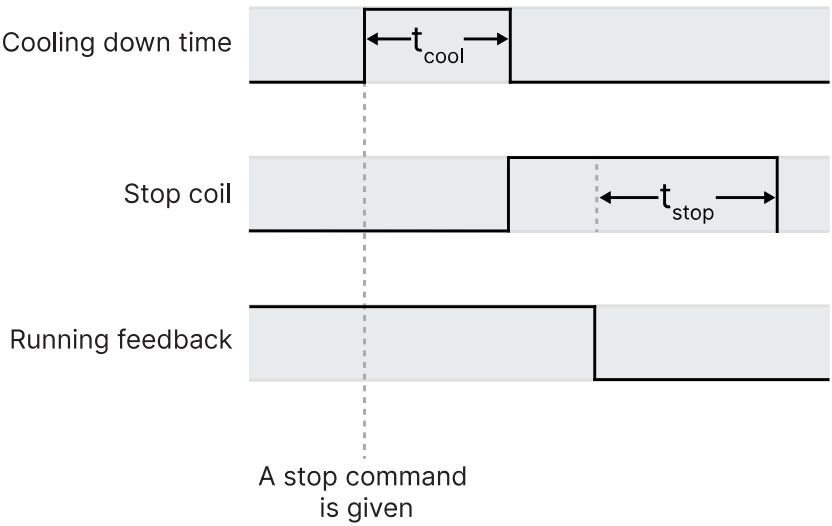 Cooling down time
t cool
Stop coil
t stop
Running feedback
A stop command
is given